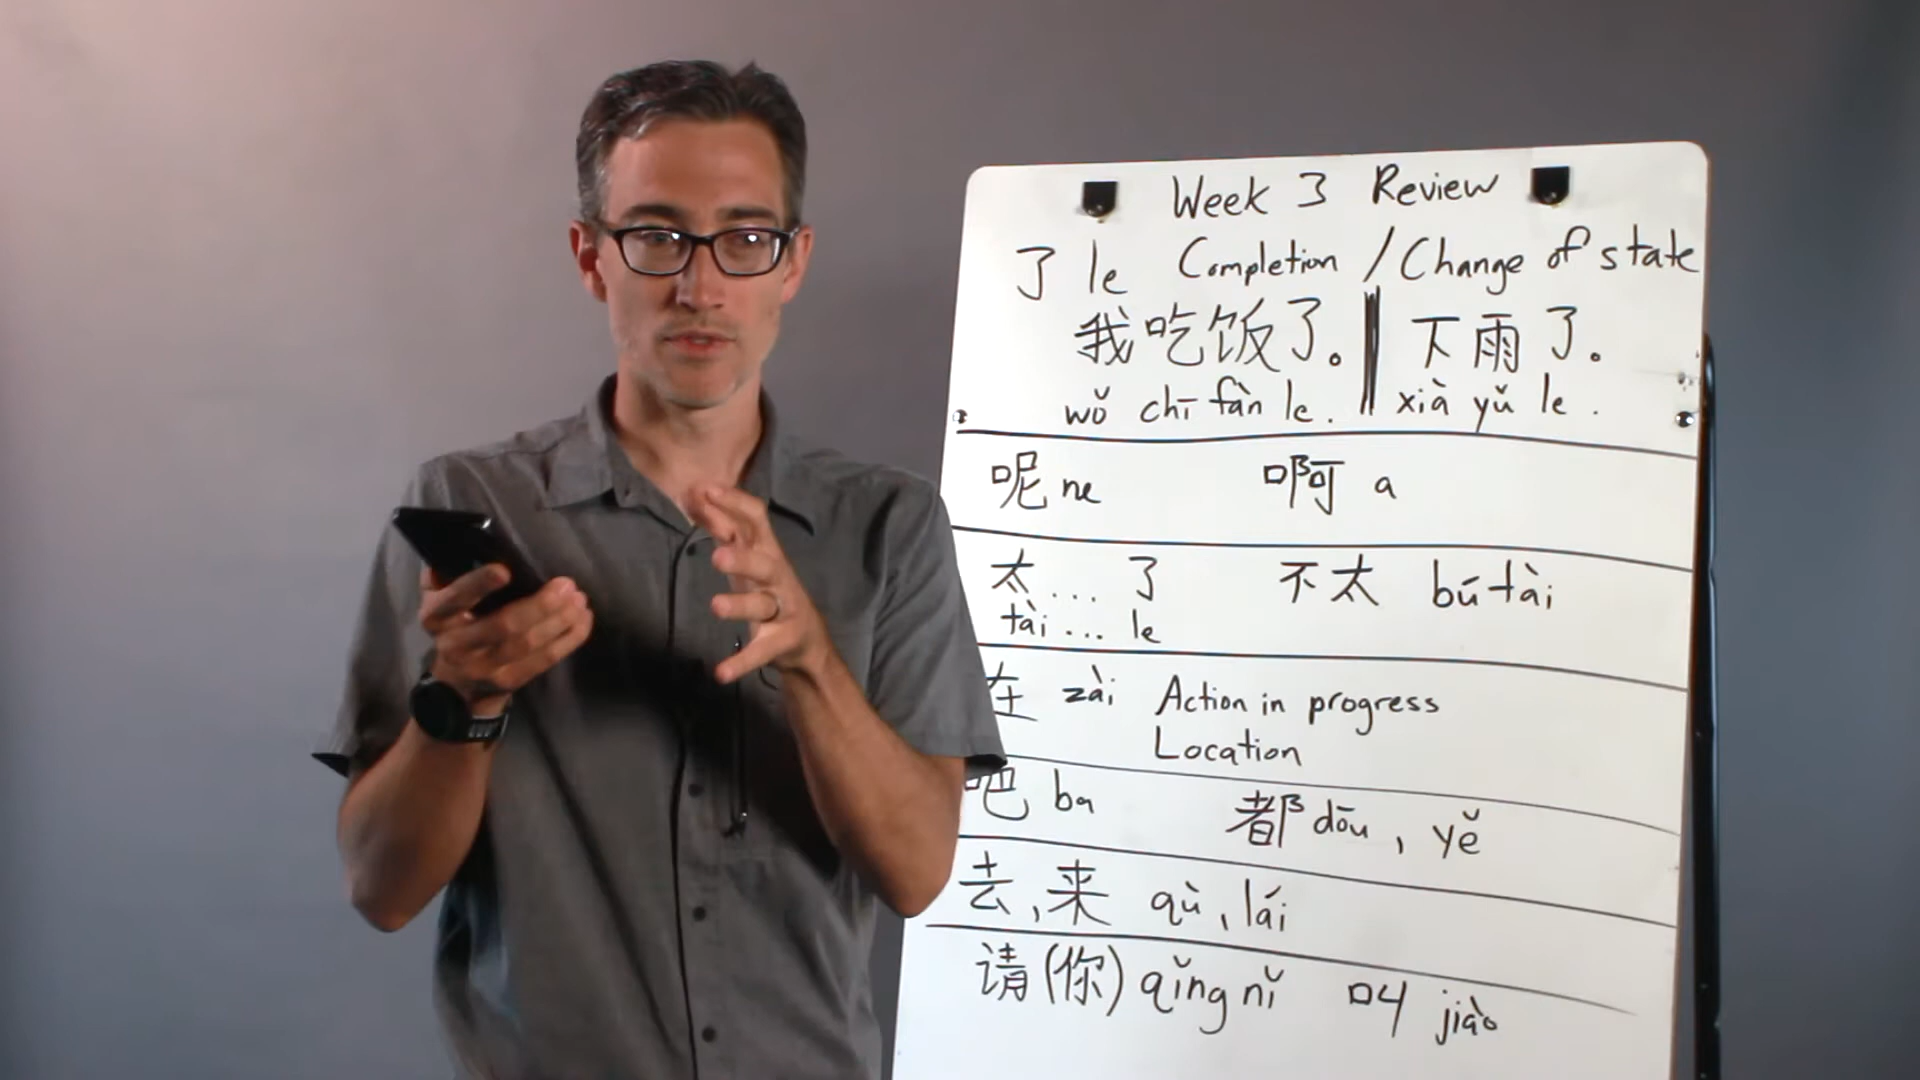 Week 3 Review
了 le Completion / Change of state
我吃饭了。 下雨了。
wǒ chī fàn le. xià yǔ le.
呢 ne 啊 a
太...了 不太 bú tài
tài... le
在 zài Action in progress
Location
吧 ba 都 dōu, yě
去,来 qù, lái
请(你) qǐng nǐ 叫 jiào